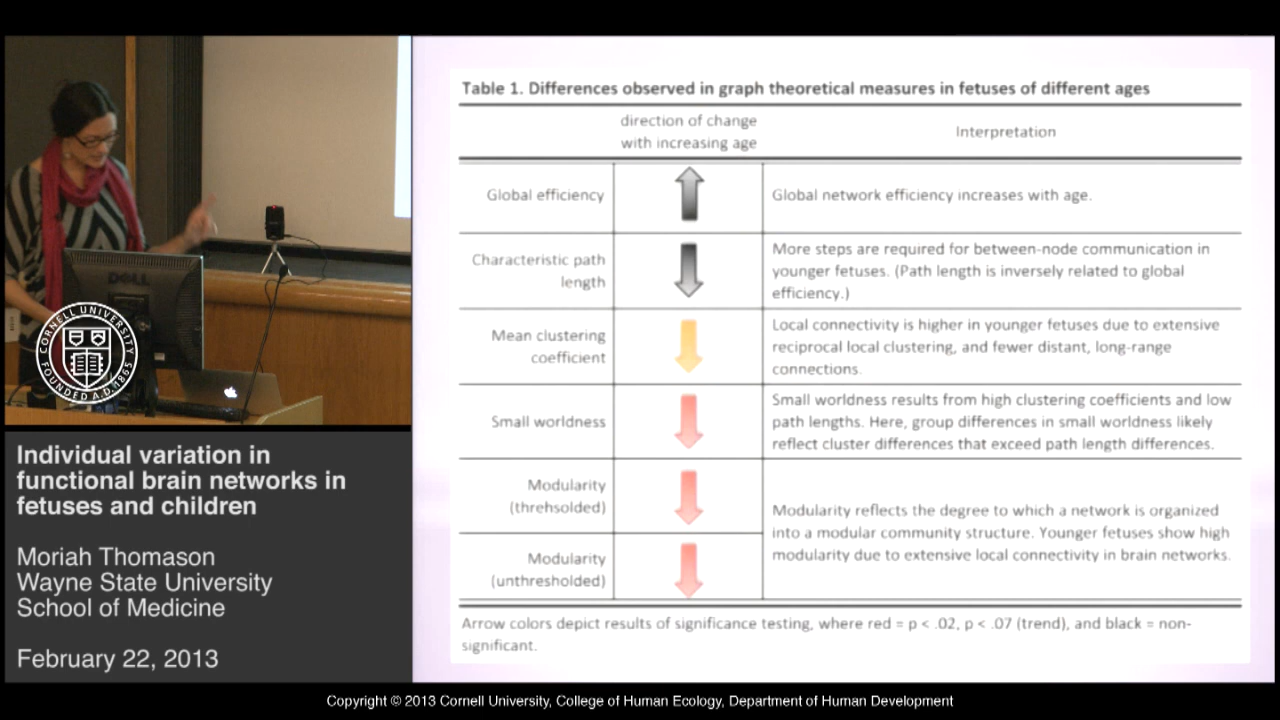 DELL
CORNELL UNIVERSITY
FOUNDED A.D. 1865
Individual variation in
functional brain networks in
fetuses and children
Moriah Thomason
Wayne State University
School of Medicine
February 22, 2013
Table 1. Differences observed in graph theoretical measures in fetuses of different ages
direction of change
with increasing age
Interpretation
Global efficiency
Global network efficiency increases with age.
Characteristic path
length
More steps are required for between-node communication in
younger fetuses. (Path length is inversely related to global
efficiency.)
Mean clustering
coefficient
Local connectivity is higher in younger fetuses due to extensive
reciprocal local clustering, and fewer distant, long-range
connections.
Small worldness
Small worldness results from high clustering coefficients and low
path lengths. Here, group differences in small worldness likely
reflect cluster differences that exceed path length differences.
Modularity
(threhsolded)
Modularity
(unthresholded)
Modularity reflects the degree to which a network is organized
into a modular community structure. Younger fetuses show high
modularity due to extensive local connectivity in brain networks.
Arrow colors depict results of significance testing, where red = p < .02, p < .07 (trend), and black = non-
significant.
Copyright © 2013 Cornell University, College of Human Ecology, Department of Human Development